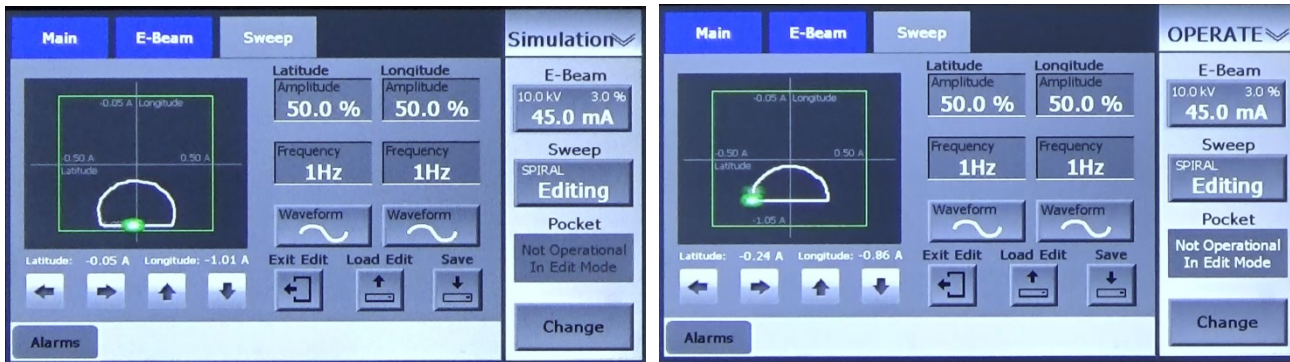 Main E-Beam Sweep
Simulation
Latitude Longitude
Amplitude Amplitude
50.0 % 50.0 %
-0.05 A Longitude
-0.50 A 0.50 A
Latitude
Frequency Frequency
1Hz 1Hz
Waveform Waveform
Latitude: -0.05 A Longitude: -1.01 A
Exit Edit Load Edit Save
Alarms
E-Beam
10.0 kV 3.0 %
45.0 mA
Sweep
SPIRAL
Editing
Pocket
Not Operational
In Edit Mode
Change
Main E-Beam Sweep
OPERATE
Latitude Longitude
Amplitude Amplitude
50.0 % 50.0 %
-0.05 A Longitude
-0.50 A 0.50 A
Latitude
-1.05 A
Frequency Frequency
1Hz 1Hz
Waveform Waveform
Latitude: -0.24 A Longitude: -0.86 A
Exit Edit Load Edit Save
Alarms
E-Beam
10.0 kV 3.0 %
45.0 mA
Sweep
SPIRAL
Editing
Pocket
Not Operational
In Edit Mode
Change